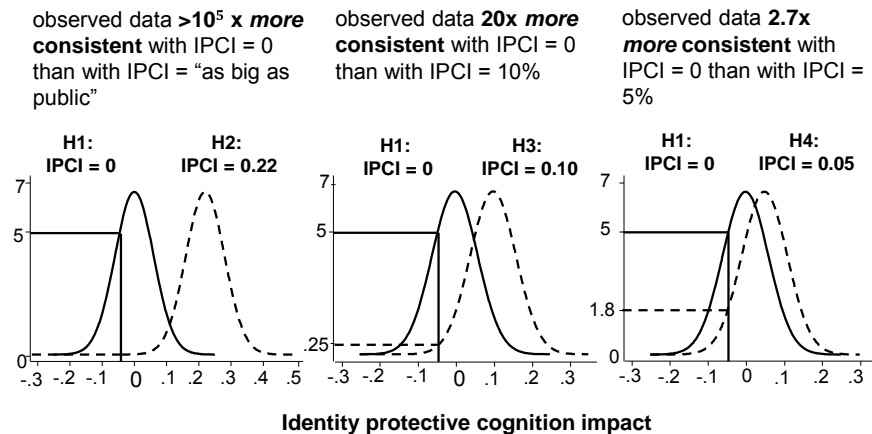 observed data >10⁵ x more
consistent with IPCI = 0
than with IPCI = “as big as
public”
observed data 20x more
consistent with IPCI = 0
than with IPCI = 10%
observed data 2.7x
more consistent with
IPCI = 0 than with IPCI =
5%
H1:
IPCI = 0
H2:
IPCI = 0.22
7
5
0
-.3 -.2 -.1 0 .1 .2 .3 .4 .5
H1:
IPCI = 0
H3:
IPCI = 0.10
7
5
.25
-.3 -.2 -.1 0 .1 .2 .3
H1:
IPCI = 0
H4:
IPCI = 0.05
7
5
1.8
0
-.3 -.2 -.1 0 .1 .2 .3
Identity protective cognition impact